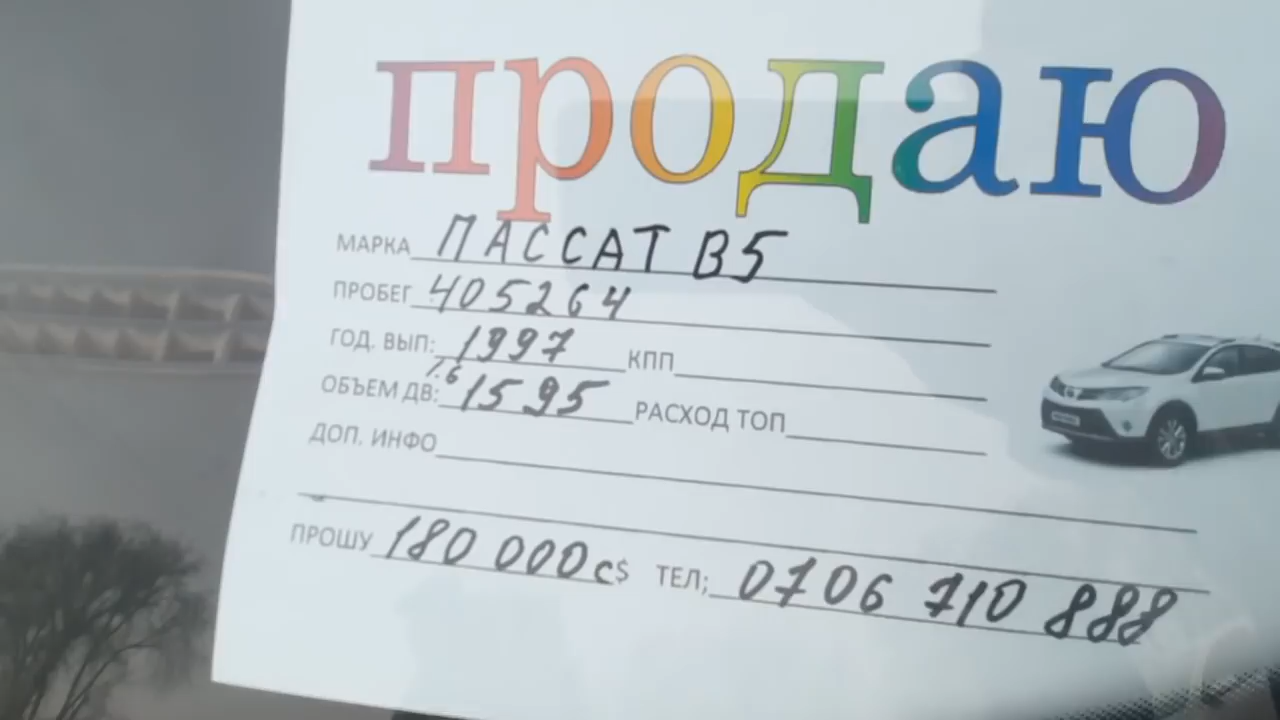 продаю
МАРКА ПАССАТ В5
ПРОБЕГ 405264
ГОД. ВЫП: 1997 КПП
ОБЪЕМ ДВ: 1.6 1595 РАСХОД ТОП
ДОП. ИНФО
ПРОШУ 180 000с$ ТЕЛ; 0706 710 888